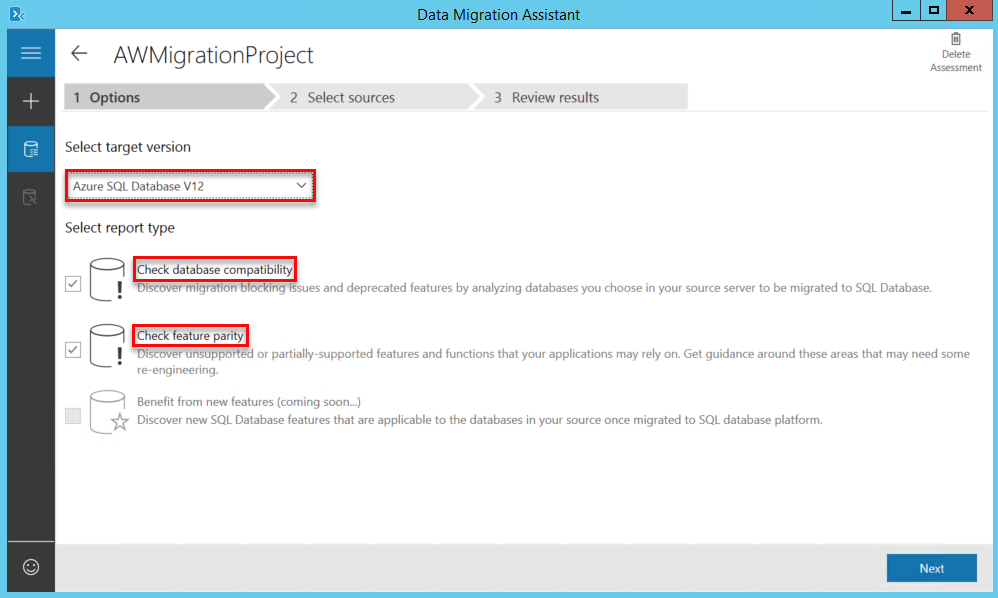 Data Migration Assistant
AWMigrationProject
Delete
Assessment
1 Options
2 Select sources
3 Review results
Select target version
Azure SQL Database V12
Select report type
Check database compatibility
Discover migration blocking issues and deprecated features by analyzing databases you choose in your source server to be migrated to SQL Database.
Check feature parity
Discover unsupported or partially-supported features and functions that your applications may rely on. Get guidance around these areas that may need some
re-engineering.
Benefit from new features (coming soon...)
Discover new SQL Database features that are applicable to the databases in your source once migrated to SQL database platform.
Next